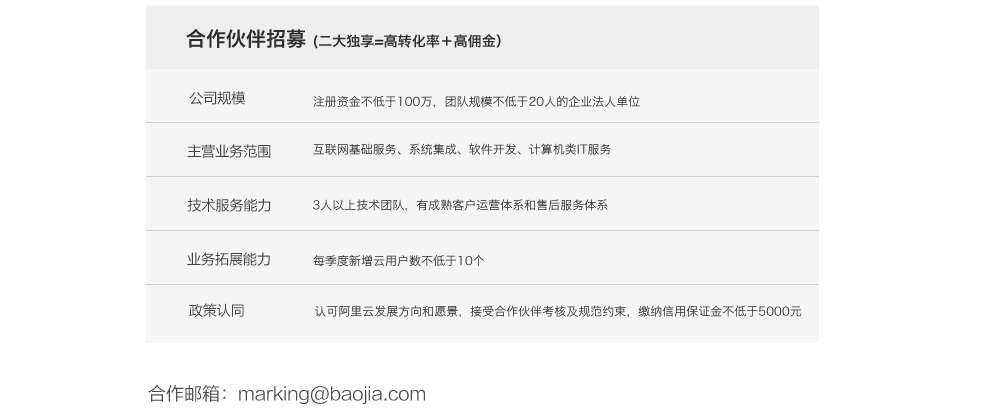 合作伙伴招募 (二大独享=高转化率＋高佣金)
公司规模 注册资金不低于100万，团队规模不低于20人的企业法人单位
主营业务范围 互联网基础服务、系统集成、软件开发、计算机类IT服务
技术服务能力 3人以上技术团队，有成熟客户运营体系和售后服务体系
业务拓展能力 每季度新增云用户数不低于10个
政策认同 认可阿里云发展方向和愿景，接受合作伙伴考核及规范约束，缴纳信用保证金不低于5000元
合作邮箱：marking@baojia.com